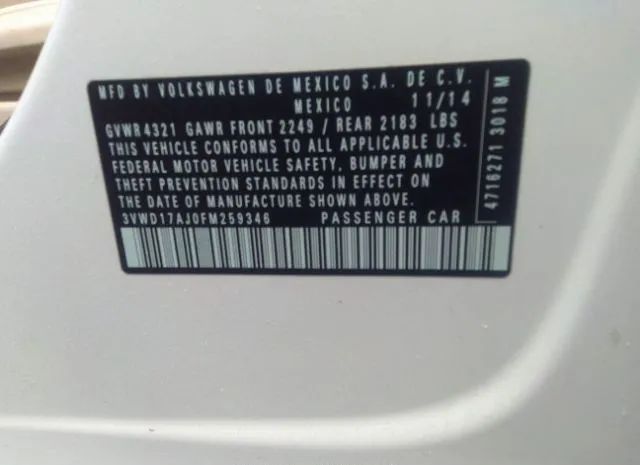 MFD BY VOLKSWAGEN DE MEXICO S.A. DE C.V.
MEXICO 11/14
GVWR 4321 GAWR FRONT 2249 / REAR 2183 LBS
THIS VEHICLE CONFORMS TO ALL APPLICABLE U.S.
FEDERAL MOTOR VEHICLE SAFETY, BUMPER AND
THEFT PREVENTION STANDARDS IN EFFECT ON
THE DATE OF MANUFACTURE SHOWN ABOVE.
3VWD17AJ0FM259346 PASSENGER CAR
4716271 3018 M